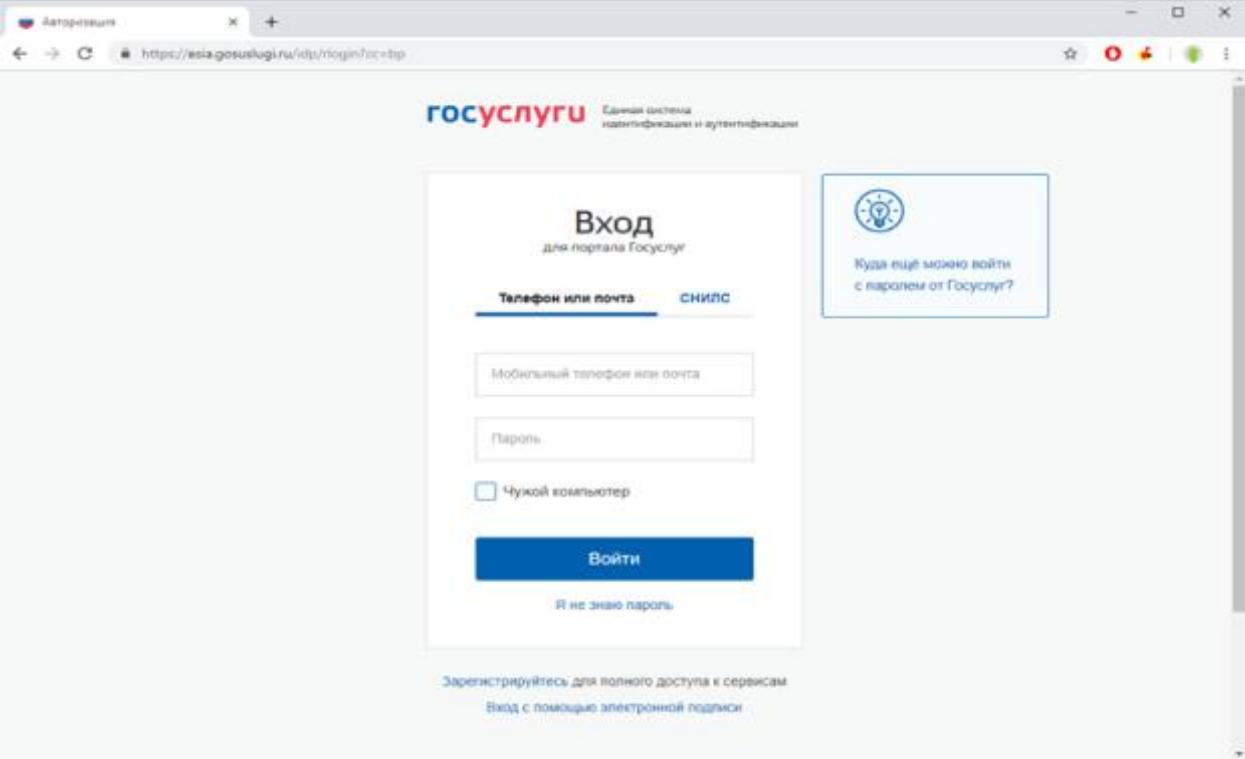 Авторизация
https://esia.gosuslugi.ru/idp/rlogin?cc=bp
госуслуги
Единая система
идентификации и аутентификации
Вход
для портала Госуслуг
Телефон или почта СНИЛС
Мобильный телефон или почта
Пароль
Чужой компьютер
Войти
Я не знаю пароль
Куда ещё можно войти
с паролем от Госуслуг?
Зарегистрируйтесь для полного доступа к сервисам
Вход с помощью электронной подписи